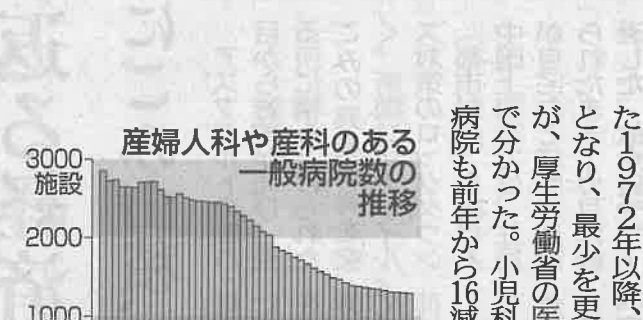 産婦人科や産科のある
一般病院数の
推移
3000
施設
2000
1000
た1972年以降、
となり、最少を更
が、厚生労働省の医
で分かった。小児科
病院も前年から16減